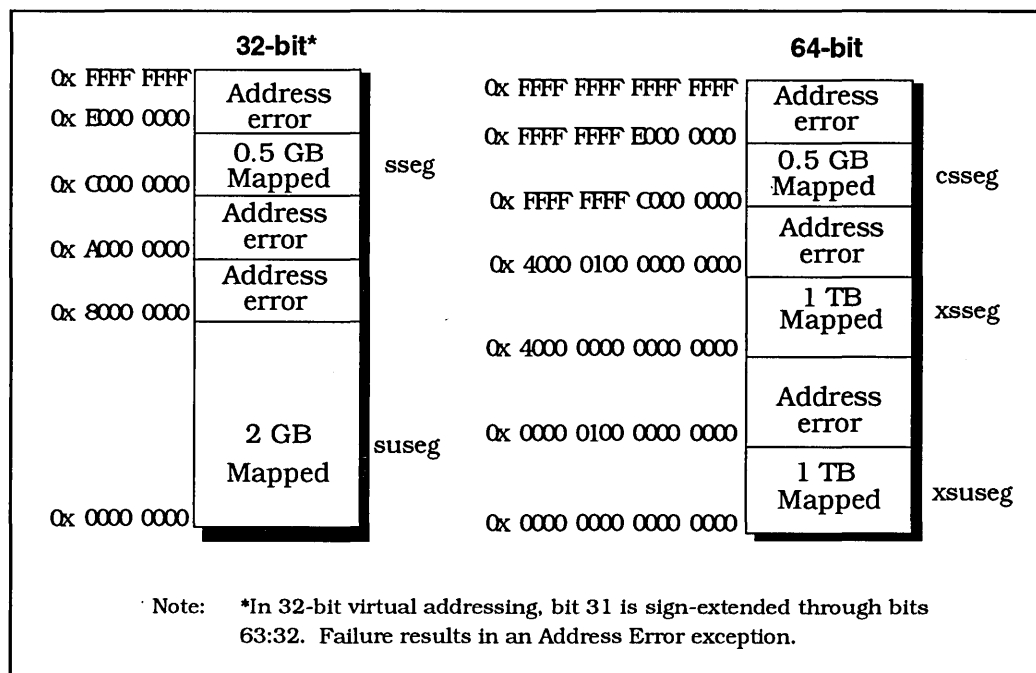 32-bit*
0x FFFF FFFF
Address
error
0x E000 0000
0.5 GB
Mapped
sseg
0x C000 0000
Address
error
0x A000 0000
Address
error
0x 8000 0000
2 GB
Mapped
suseg
0x 0000 0000
64-bit
0x FFFF FFFF FFFF FFFF
Address
error
0x FFFF FFFF E000 0000
0.5 GB
Mapped
csseg
0x FFFF FFFF C000 0000
Address
error
0x 4000 0100 0000 0000
1 TB
Mapped
xsseg
0x 4000 0000 0000 0000
Address
error
0x 0000 0100 0000 0000
1 TB
Mapped
xsuseg
0x 0000 0000 0000 0000
Note: *In 32-bit virtual addressing, bit 31 is sign-extended through bits
63:32. Failure results in an Address Error exception.